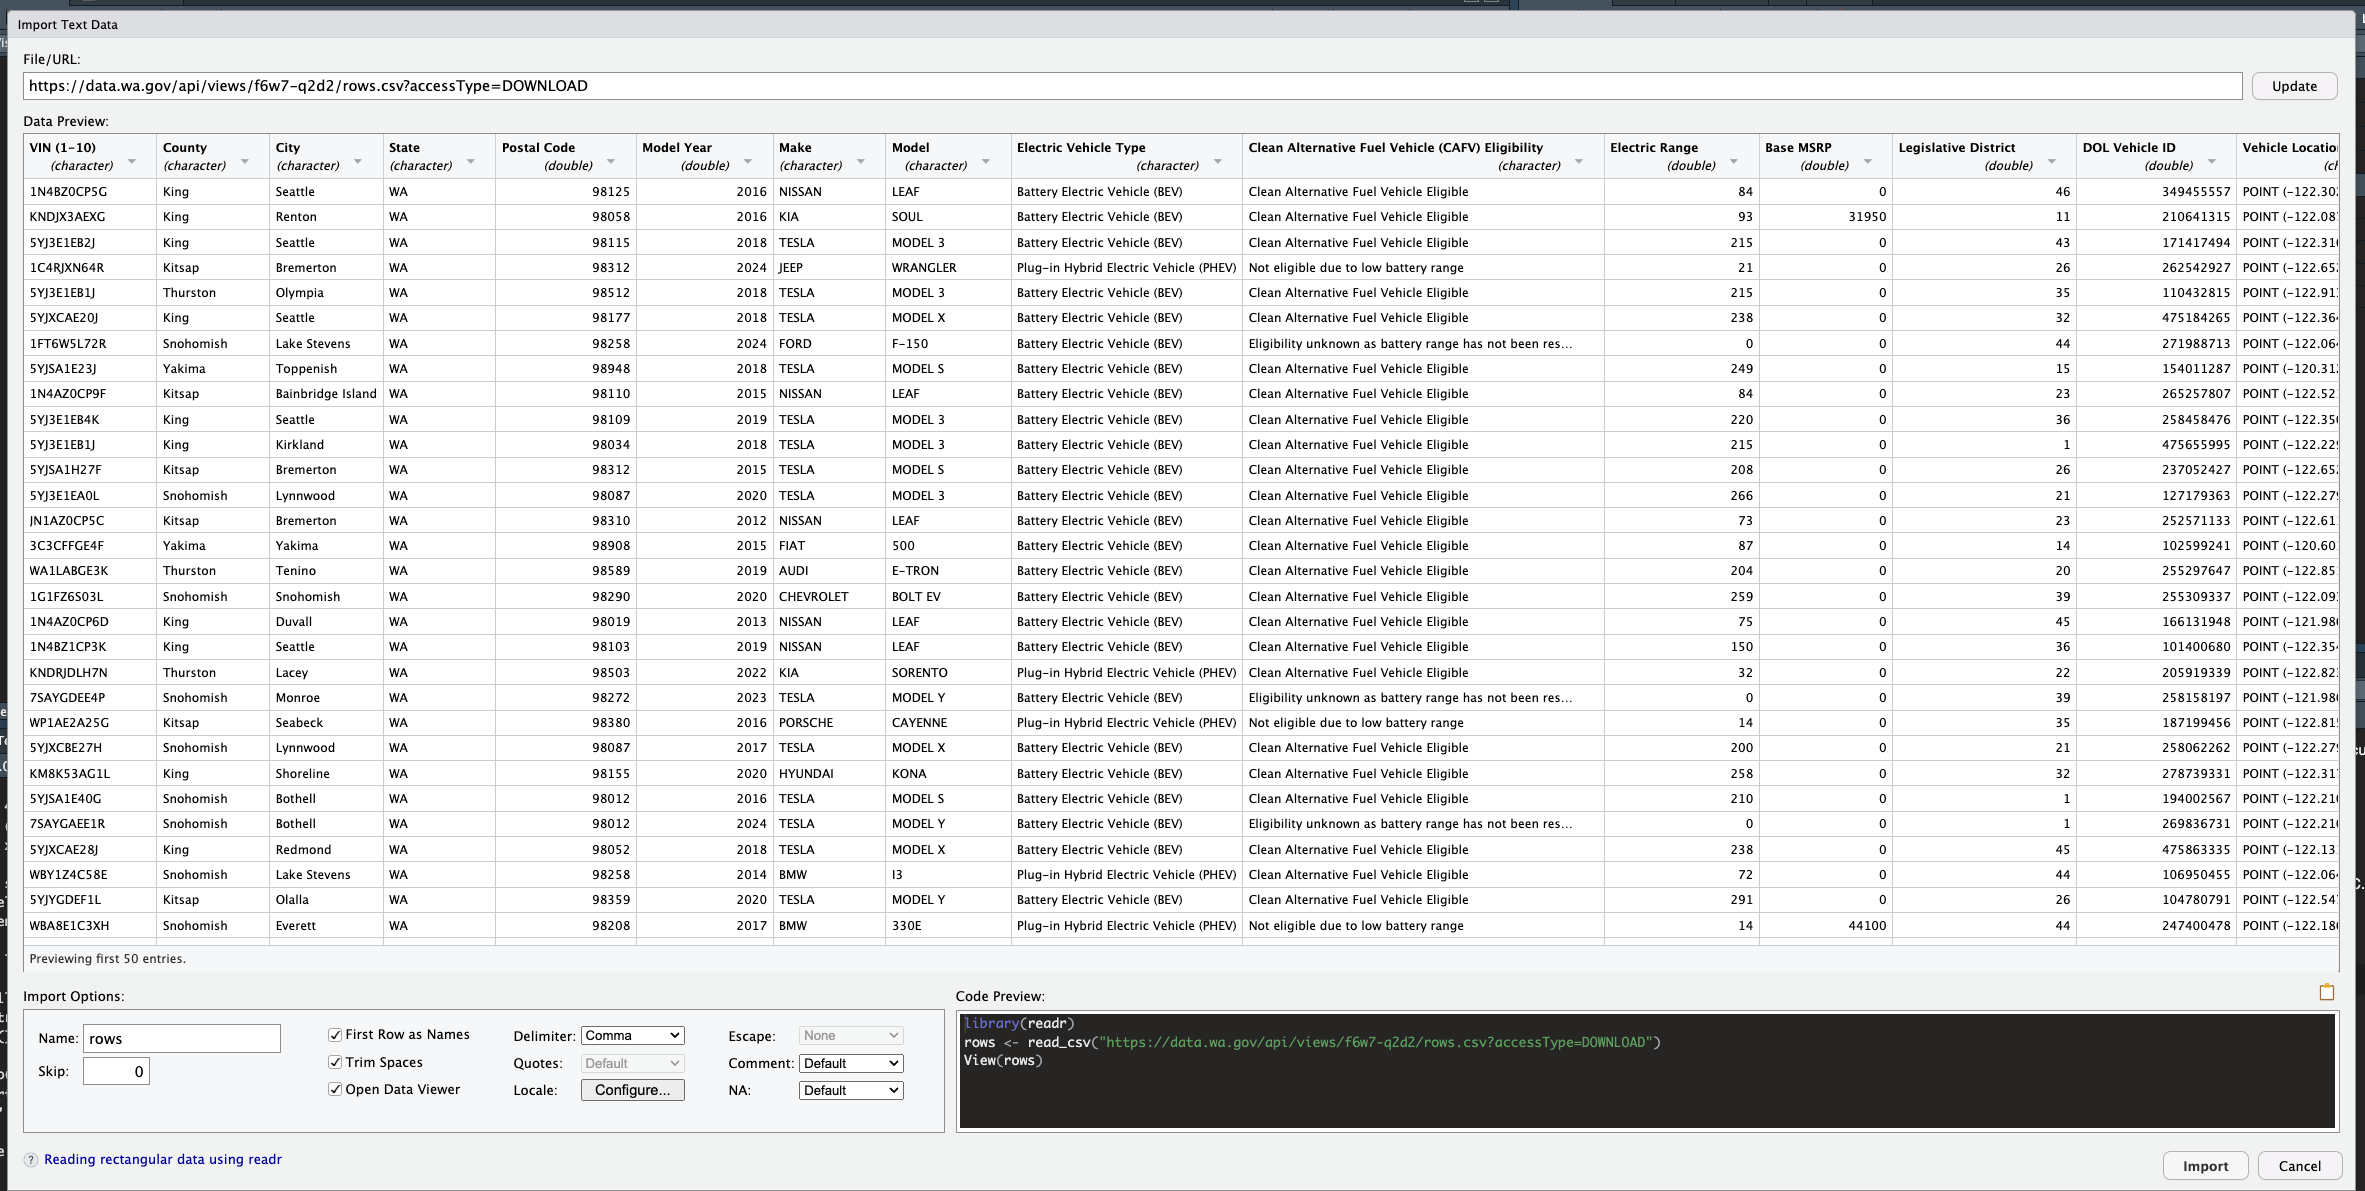 Import Text Data
File/URL:
https://data.wa.gov/api/views/f6w7-q2d2/rows.csv?accessType=DOWNLOAD Update
Data Preview:
VIN (1-10) County City State Postal Code Model Year Make Model Electric Vehicle Type Clean Alternative Fuel Vehicle (CAFV) Eligibility Electric Range Base MSRP Legislative District DOL Vehicle ID Vehicle Location
(character) (character) (character) (character) (double) (double) (character) (character) (character) (character) (double) (double) (double) (double) (ch
1N4BZ0CP5G King Seattle WA 98125 2016 NISSAN LEAF Battery Electric Vehicle (BEV) Clean Alternative Fuel Vehicle Eligible 84 0 46 349455557 POINT (-122.302
KNDJX3AEXG King Renton WA 98058 2016 KIA SOUL Battery Electric Vehicle (BEV) Clean Alternative Fuel Vehicle Eligible 93 31950 11 210641315 POINT (-122.081
5YJ3E1EB2J King Seattle WA 98115 2018 TESLA MODEL 3 Battery Electric Vehicle (BEV) Clean Alternative Fuel Vehicle Eligible 215 0 43 171417494 POINT (-122.31
1C4RJXN64R Kitsap Bremerton WA 98312 2024 JEEP WRANGLER Plug-in Hybrid Electric Vehicle (PHEV) Not eligible due to low battery range 21 0 26 262542927 POINT (-122.65
5YJ3E1EB1J Thurston Olympia WA 98512 2018 TESLA MODEL 3 Battery Electric Vehicle (BEV) Clean Alternative Fuel Vehicle Eligible 215 0 35 110432815 POINT (-122.91
5YJXCAE20J King Seattle WA 98177 2018 TESLA MODEL X Battery Electric Vehicle (BEV) Clean Alternative Fuel Vehicle Eligible 238 0 32 475184265 POINT (-122.36
1FT6W5L72R Snohomish Lake Stevens WA 98258 2024 FORD F-150 Battery Electric Vehicle (BEV) Eligibility unknown as battery range has not been res... 0 0 44 271988713 POINT (-122.06
5YJSA1E23J Yakima Toppenish WA 98948 2018 TESLA MODEL S Battery Electric Vehicle (BEV) Clean Alternative Fuel Vehicle Eligible 249 0 15 154011287 POINT (-120.31
1N4AZ0CP9F Kitsap Bainbridge Island WA 98110 2015 NISSAN LEAF Battery Electric Vehicle (BEV) Clean Alternative Fuel Vehicle Eligible 84 0 23 265257807 POINT (-122.52
5YJ3E1EB4K King Seattle WA 98109 2019 TESLA MODEL 3 Battery Electric Vehicle (BEV) Clean Alternative Fuel Vehicle Eligible 220 0 36 258458476 POINT (-122.35
5YJ3E1EB1J King Kirkland WA 98034 2018 TESLA MODEL 3 Battery Electric Vehicle (BEV) Clean Alternative Fuel Vehicle Eligible 215 0 1 475655995 POINT (-122.22
5YJSA1H27F Kitsap Bremerton WA 98312 2015 TESLA MODEL S Battery Electric Vehicle (BEV) Clean Alternative Fuel Vehicle Eligible 208 0 26 237052427 POINT (-122.65
5YJ3E1EA0L Snohomish Lynnwood WA 98087 2020 TESLA MODEL 3 Battery Electric Vehicle (BEV) Clean Alternative Fuel Vehicle Eligible 266 0 21 127179363 POINT (-122.27
JN1AZ0CP5C Kitsap Bremerton WA 98310 2012 NISSAN LEAF Battery Electric Vehicle (BEV) Clean Alternative Fuel Vehicle Eligible 73 0 23 252571133 POINT (-122.61
3C3CFFGE4F Yakima Yakima WA 98908 2015 FIAT 500 Battery Electric Vehicle (BEV) Clean Alternative Fuel Vehicle Eligible 87 0 14 102599241 POINT (-120.60
WA1LABGE3K Thurston Tenino WA 98589 2019 AUDI E-TRON Battery Electric Vehicle (BEV) Clean Alternative Fuel Vehicle Eligible 204 0 20 255297647 POINT (-122.85
1G1FZ6S03L Snohomish Snohomish WA 98290 2020 CHEVROLET BOLT EV Battery Electric Vehicle (BEV) Clean Alternative Fuel Vehicle Eligible 259 0 39 255309337 POINT (-122.09
1N4AZ0CP6D King Duvall WA 98019 2013 NISSAN LEAF Battery Electric Vehicle (BEV) Clean Alternative Fuel Vehicle Eligible 75 0 45 166131948 POINT (-121.98
1N4BZ1CP3K King Seattle WA 98103 2019 NISSAN LEAF Battery Electric Vehicle (BEV) Clean Alternative Fuel Vehicle Eligible 150 0 36 101400680 POINT (-122.35
KNDRJDLH7N Thurston Lacey WA 98503 2022 KIA SORENTO Plug-in Hybrid Electric Vehicle (PHEV) Clean Alternative Fuel Vehicle Eligible 32 0 22 205919339 POINT (-122.82
7SAYGDEE4P Snohomish Monroe WA 98272 2023 TESLA MODEL Y Battery Electric Vehicle (BEV) Eligibility unknown as battery range has not been res... 0 0 39 258158197 POINT (-121.98
WP1AE2A25G Kitsap Seabeck WA 98380 2016 PORSCHE CAYENNE Plug-in Hybrid Electric Vehicle (PHEV) Not eligible due to low battery range 14 0 35 187199456 POINT (-122.81
5YJXCBE27H Snohomish Lynnwood WA 98087 2017 TESLA MODEL X Battery Electric Vehicle (BEV) Clean Alternative Fuel Vehicle Eligible 200 0 21 258062262 POINT (-122.27
KM8K53AG1L King Shoreline WA 98155 2020 HYUNDAI KONA Battery Electric Vehicle (BEV) Clean Alternative Fuel Vehicle Eligible 258 0 32 278739331 POINT (-122.31
5YJSA1E40G Snohomish Bothell WA 98012 2016 TESLA MODEL S Battery Electric Vehicle (BEV) Clean Alternative Fuel Vehicle Eligible 210 0 1 194002567 POINT (-122.21
7SAYGAEE1R Snohomish Bothell WA 98012 2024 TESLA MODEL Y Battery Electric Vehicle (BEV) Eligibility unknown as battery range has not been res... 0 0 1 269836731 POINT (-122.21
5YJXCAE28J King Redmond WA 98052 2018 TESLA MODEL X Battery Electric Vehicle (BEV) Clean Alternative Fuel Vehicle Eligible 238 0 45 475863335 POINT (-122.13
WBY1Z4C58E Snohomish Lake Stevens WA 98258 2014 BMW I3 Plug-in Hybrid Electric Vehicle (PHEV) Clean Alternative Fuel Vehicle Eligible 72 0 44 106950455 POINT (-122.06
5YJYGDEF1L Kitsap Olalla WA 98359 2020 TESLA MODEL Y Battery Electric Vehicle (BEV) Clean Alternative Fuel Vehicle Eligible 291 0 26 104780791 POINT (-122.54
WBA8E1C3XH Snohomish Everett WA 98208 2017 BMW 330E Plug-in Hybrid Electric Vehicle (PHEV) Not eligible due to low battery range 14 44100 44 247400478 POINT (-122.18
Previewing first 50 entries.
Import Options:
Name: rows
Skip: 0
First Row as Names
Trim Spaces
Open Data Viewer
Delimiter: Comma
Quotes: Default
Locale: Configure...
Escape: None
Comment: Default
NA: Default
Code Preview:
library(readr)
rows <- read_csv("https://data.wa.gov/api/views/f6w7-q2d2/rows.csv?accessType=DOWNLOAD")
View(rows)
? Reading rectangular data using readr
Import Cancel